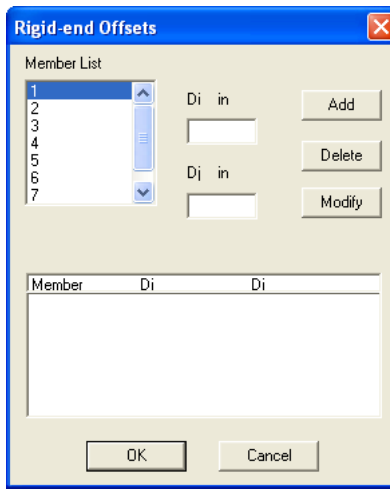 Rigid-end Offsets
Member List
1
2
3
4
5
6
7
Di in
Dj in
Add
Delete
Modify
Member Di Di
OK Cancel